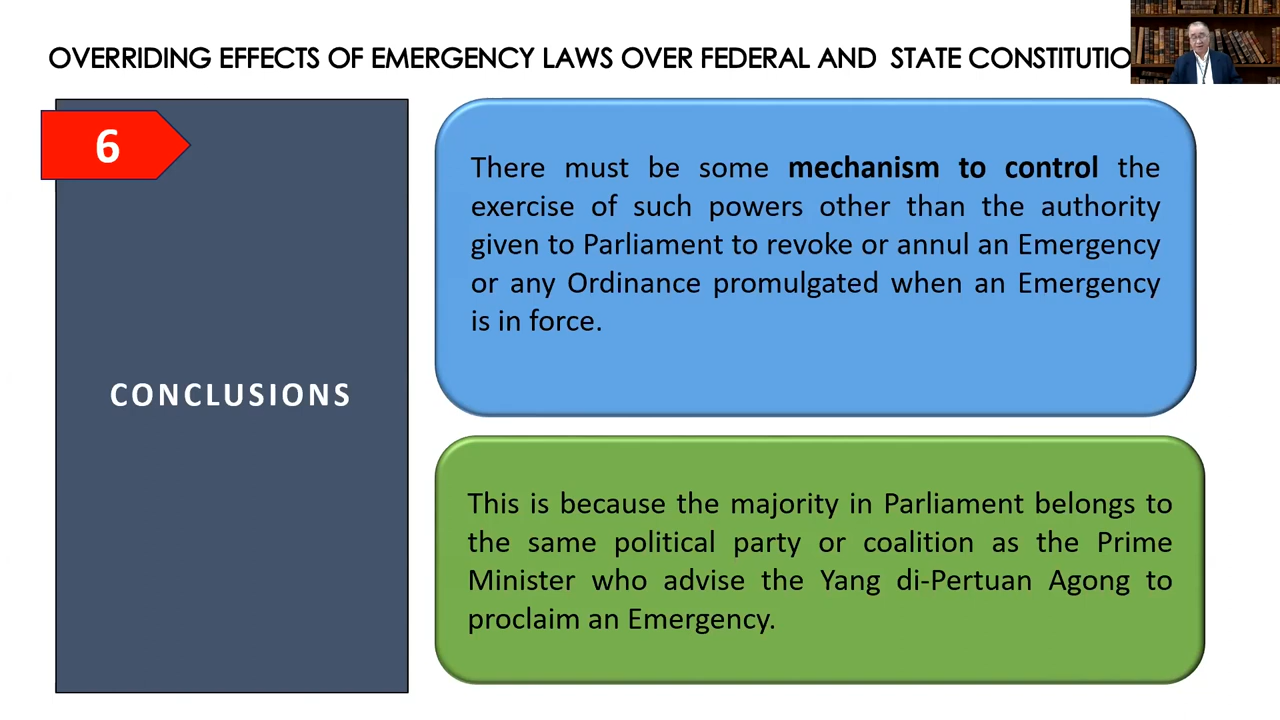 OVERRIDING EFFECTS OF EMERGENCY LAWS OVER FEDERAL AND STATE CONSTITUTIO
6
CONCLUSIONS
There must be some mechanism to control the
exercise of such powers other than the authority
given to Parliament to revoke or annul an Emergency
or any Ordinance promulgated when an Emergency
is in force.
This is because the majority in Parliament belongs to
the same political party or coalition as the Prime
Minister who advise the Yang di-Pertuan Agong to
proclaim an Emergency.